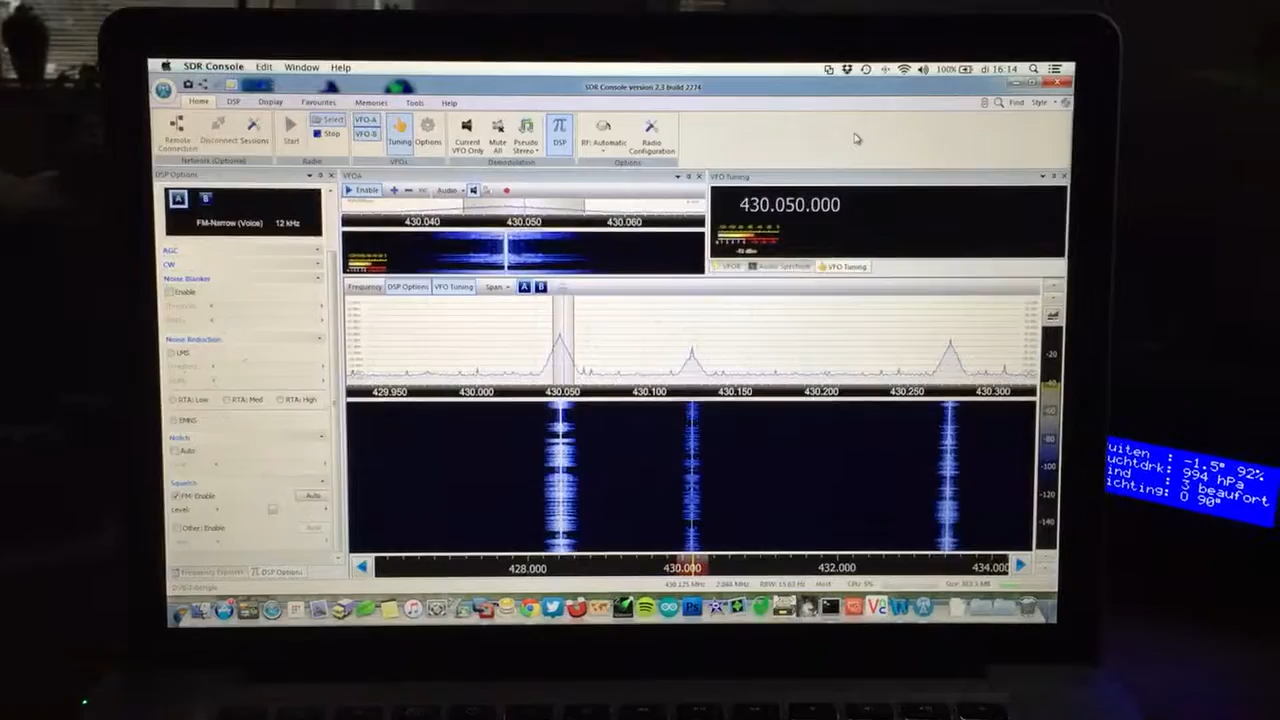 SDR Console Edit Window Help
100% di 16:14
SDR Console version 2.3 build 2274
Home DSP Display Favourites Memories Tools Help
Find Style
Remote Connection Disconnect Sessions
Start Select Stop
VFO-A VFO-B
Tuning Options
Current VFO Only Mute All Pseudo Stereo DSP
RF: Automatic Radio Configuration
Network (Optional) Radio VFOs Demodulation Options
DSP Options
A B
FM-Narrow (Voice) 12 kHz
AGC
CW
Noise Blanker
Enable
Noise Reduction
LMS
RTA: Low RTA: Med RTA: High
EMNS
Notch
Auto
Squelch
FM: Enable Auto
Level:
Other: Enable
DSP Options
VFOA
Enable Audio
430.040 430.050 430.060
VFO Tuning
430.050.000
VFOB Audio Spectrum VFO Tuning
Frequency DSP Options VFO Tuning Span A B
429.950 430.000 430.050 430.100 430.150 430.200 430.250 430.300
-20
-40
-60
-80
-100
-120
-140
428.000 430.000 432.000 434.000
430.125 MHz
CPU: 5%
uiten : -1.5° 92%
uchtdrk: 994 hPa
ind : 3 beaufort
ichting: O 90°